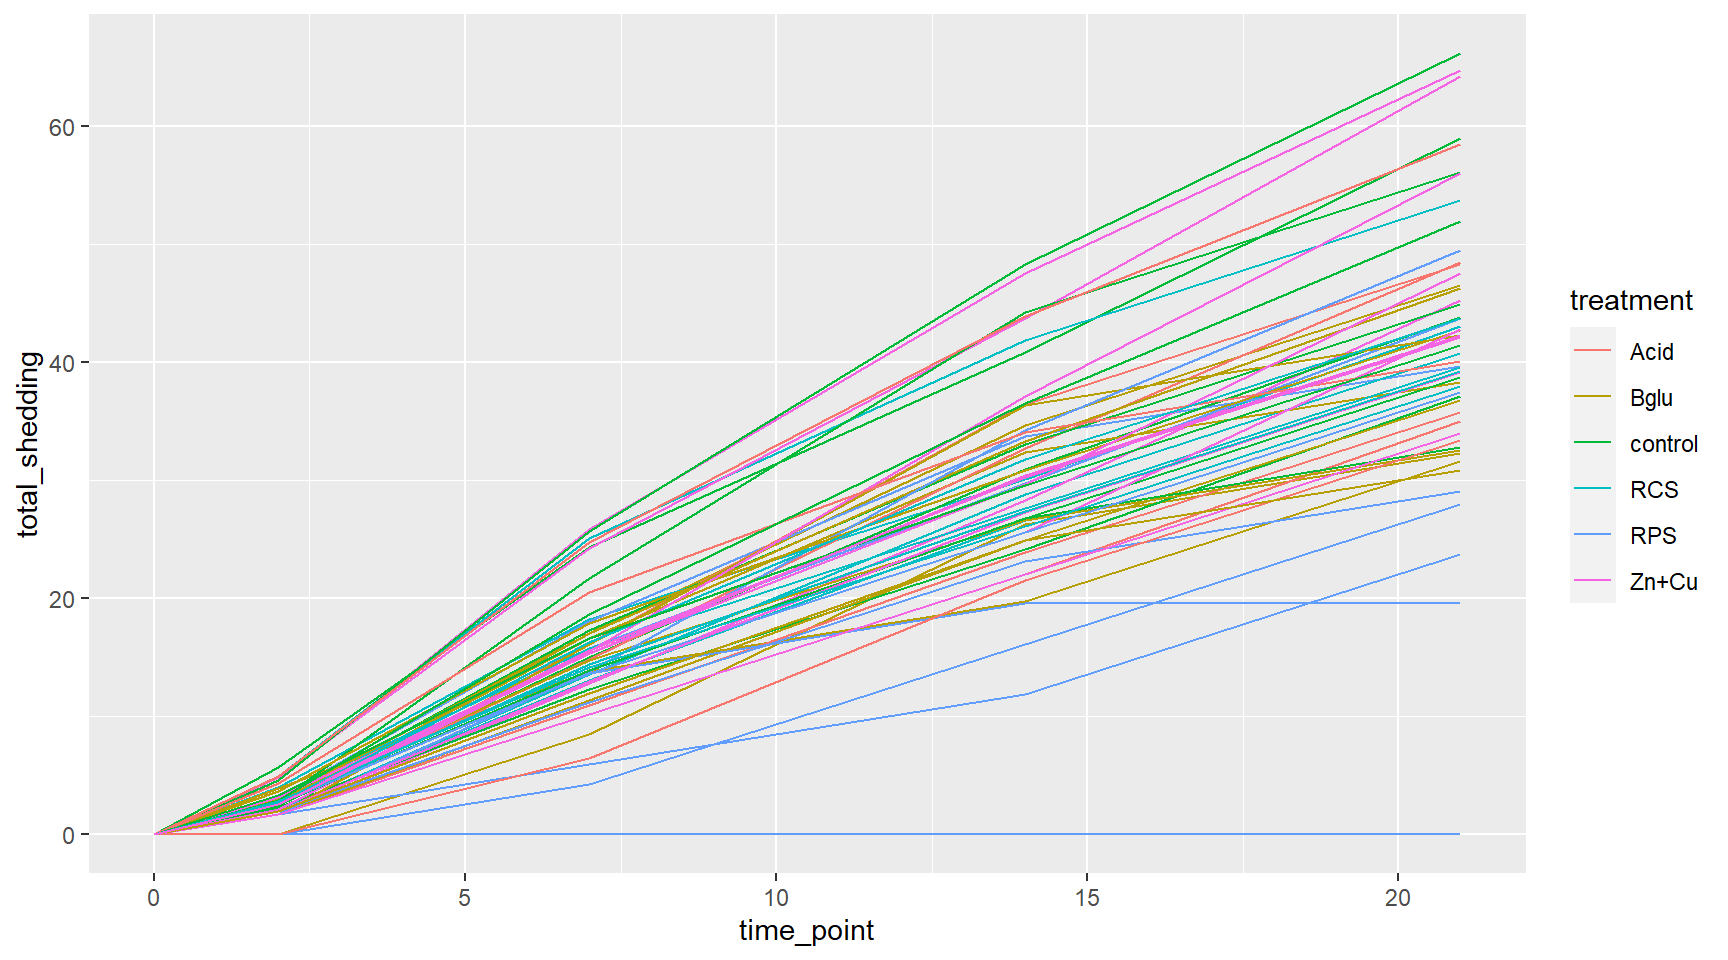 60
40
20
0
total_shedding
0 5 10 15 20
time_point
treatment
Acid
Bglu
control
RCS
RPS
Zn+Cu